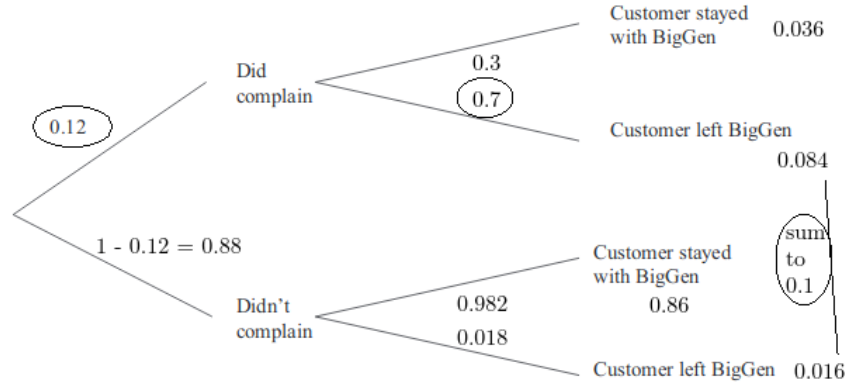 Customer stayed
with BigGen
0.036
Did
complain
0.3
0.7
0.12
Customer left BigGen
0.084
1 - 0.12 = 0.88
sum
to
0.1
Customer stayed
with BigGen
0.86
Didn't
complain
0.982
0.018
Customer left BigGen
0.016